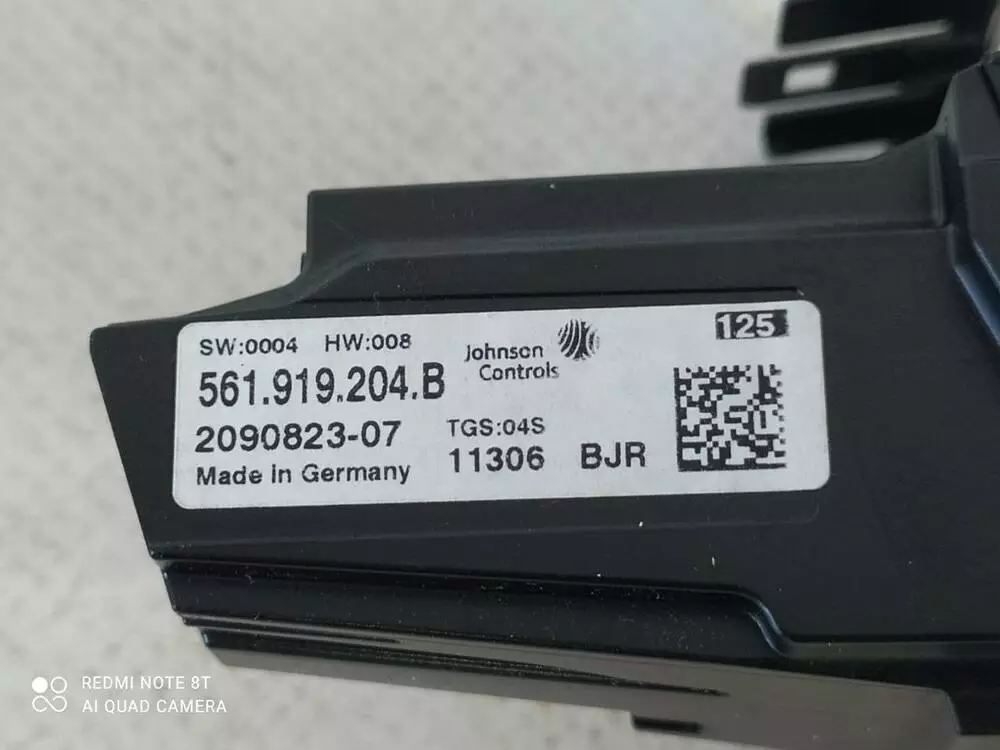 SW:0004 HW:008
Johnson
Controls
125
561.919.204.B
2090823-07
TGS:04S
Made in Germany
11306 BJR
REDMI NOTE 8T
AI QUAD CAMERA